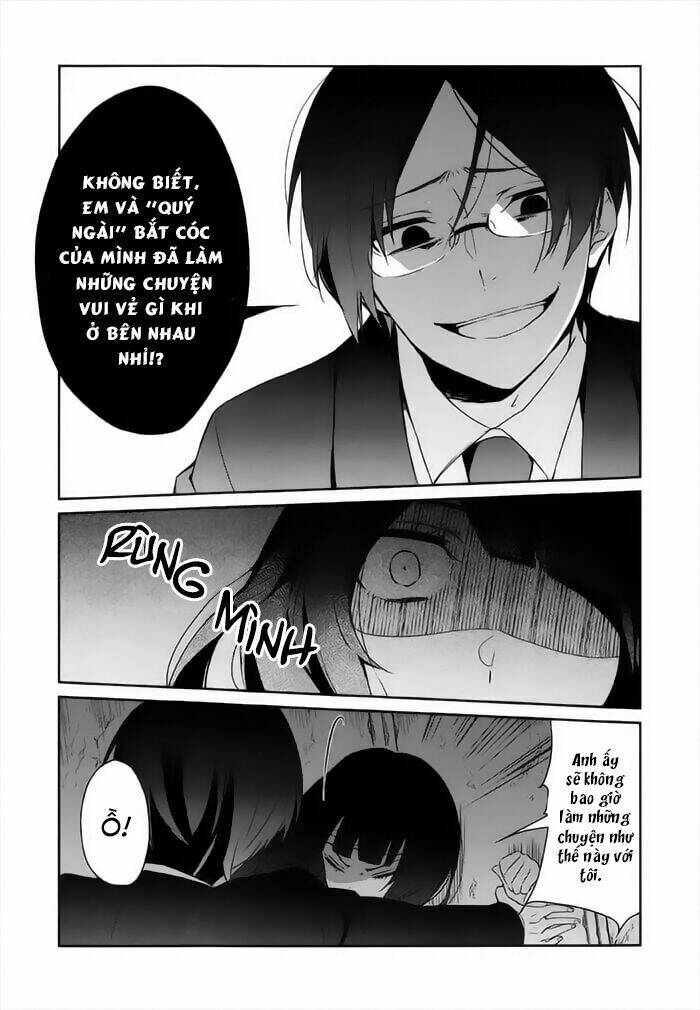 KHÔNG BIẾT,
EM VÀ "QUÝ
NGÀI" BẮT CÓC
CỦA MÌNH ĐÃ LÀM
NHỮNG CHUYỆN
VUI VẺ GÌ KHI
Ở BÊN NHAU
NHỈ!?
RÙNG
MÌNH
Anh ấy
sẽ không
bao giờ
làm những
chuyện như
thế này với
tôi.
Ồ!